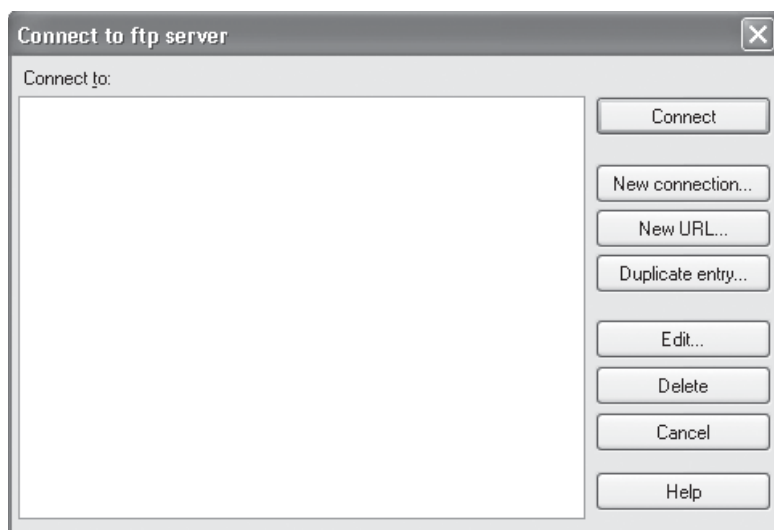 Connect to ftp server
Connect to:
Connect
New connection...
New URL...
Duplicate entry...
Edit...
Delete
Cancel
Help